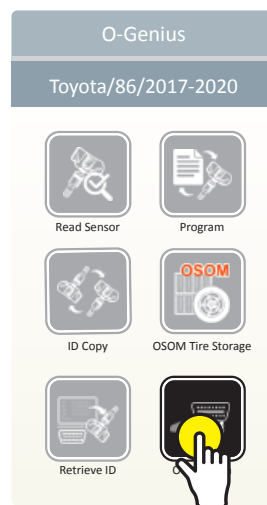 O-Genius
Toyota/86/2017-2020
Read Sensor
Program
OSOM
ID Copy
OSOM Tire Storage
Retrieve ID